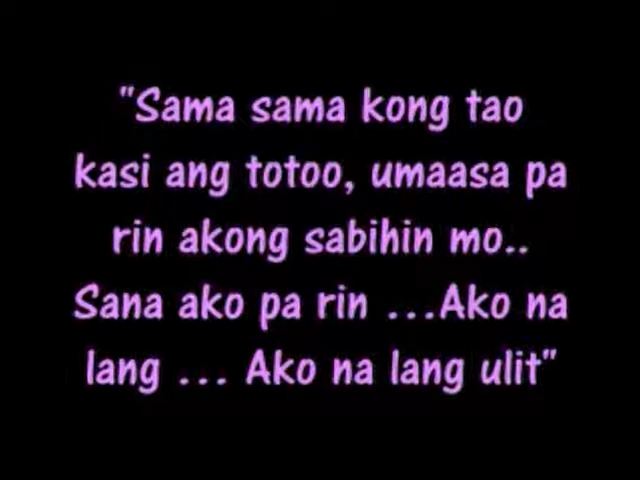 "Sama sama kong tao
kasi ang totoo, umaasa pa
rin akong sabihin mo..
Sana ako pa rin ...Ako na
lang ... Ako na lang ulit"